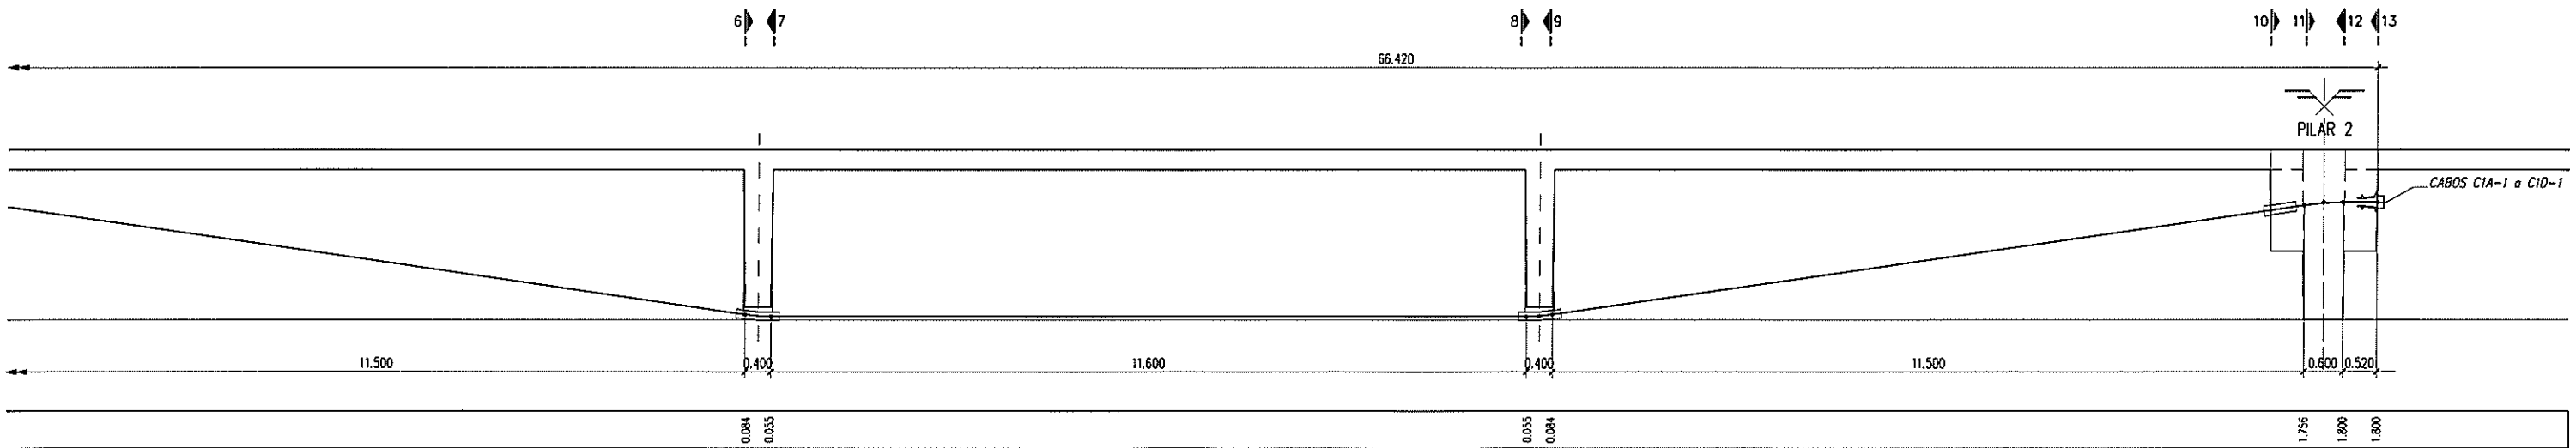 6 7 8 9 10 11 12 13
66.420
PILAR 2
CABOS C1A-1 a C1D-1
11.500 0.400 11.600 0.400 11.500 0.600 0.520
0.084 0.055 0.055 0.084 1.756 1.800 1.800